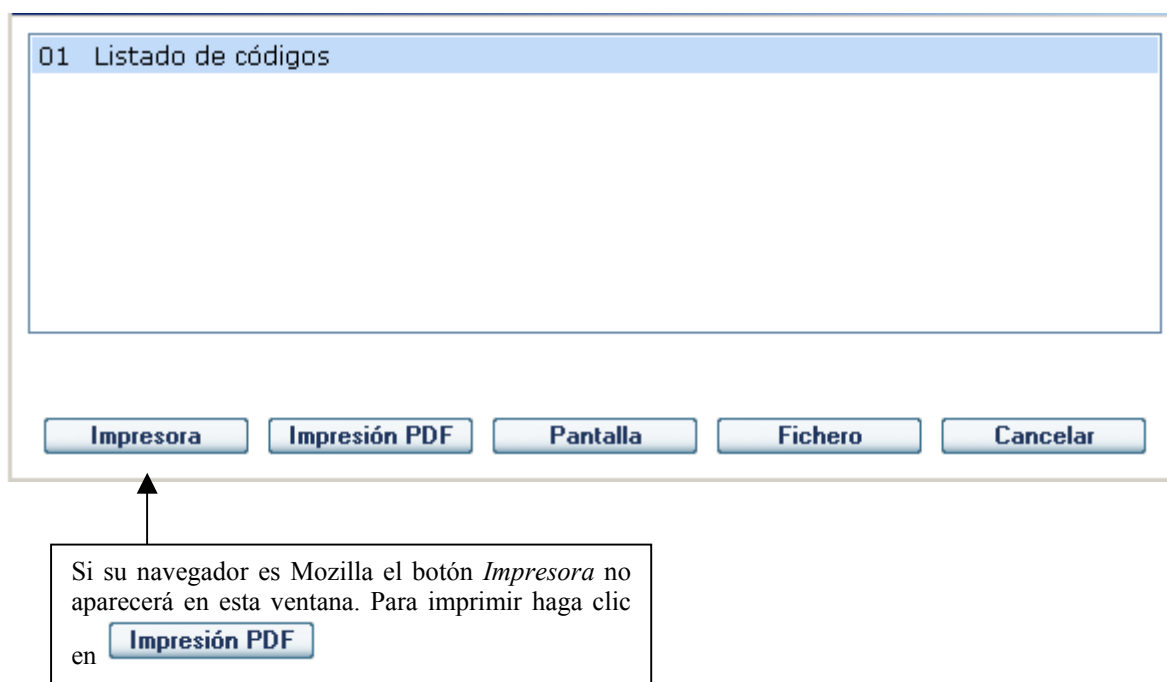 01 Listado de códigos
Impresora Impresión PDF Pantalla Fichero Cancelar
Si su navegador es Mozilla el botón Impresora no
aparecerá en esta ventana. Para imprimir haga clic
en Impresión PDF